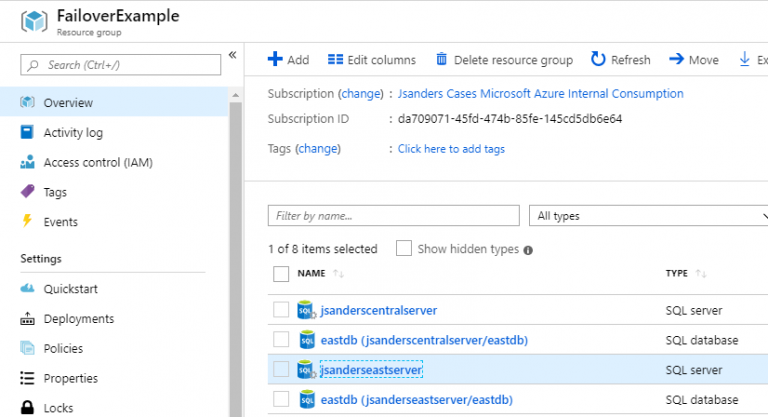 FailoverExample
Resource group
Search (Ctrl+/)
«
Overview
Activity log
Access control (IAM)
Tags
Events
Settings
Quickstart
Deployments
Policies
Properties
Locks
Add Edit columns Delete resource group Refresh Move
Subscription (change) : Jsanders Cases Microsoft Azure Internal Consumption
Subscription ID : da709071-45fd-474b-85fe-145cd5db6e64
Tags (change) : Click here to add tags
Filter by name... All types
1 of 8 items selected Show hidden types
NAME TYPE
SQL jsanderscentralserver SQL server
SQL eastdb (jsanderscentralserver/eastdb) SQL database
SQL jsanderseastserver SQL server
SQL eastdb (jsanderseastserver/eastdb) SQL database